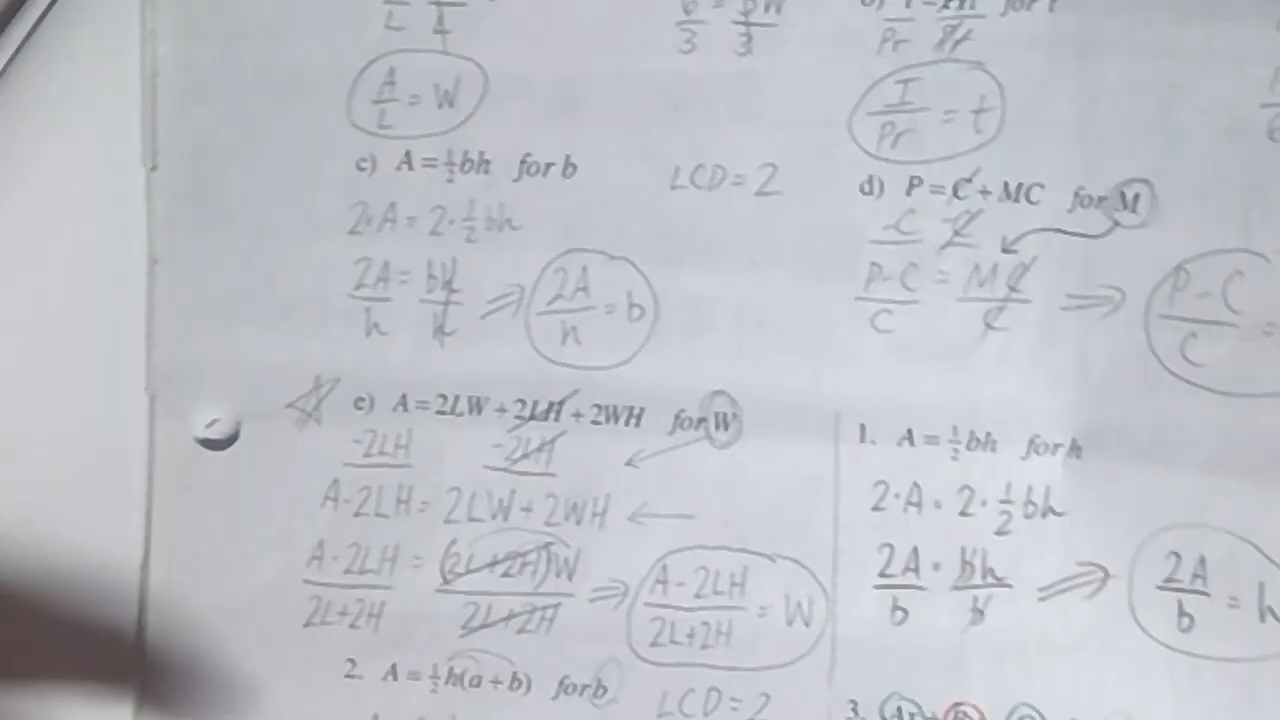 A/L = W
I/Pr = t
c) A = ½bh for b
LCD = 2
2·A = 2·½bh
2A/h = bh/h ⇒ 2A/h = b
d) P = C + MC for M
-C -C
P-C/C = MC/C ⇒ P-C/C =
e) A = 2LW + 2LH + 2WH for W
-2LH -2LH
A-2LH = 2LW + 2WH ←
A-2LH/2L+2H = (2L+2H)W/2L+2H ⇒ A-2LH/2L+2H = W
1. A = ½bh for h
2·A = 2·½bh
2A/b = bh/b ⇒ 2A/b = h
2. A = ½h(a+b) for b
LCD = 2
3.